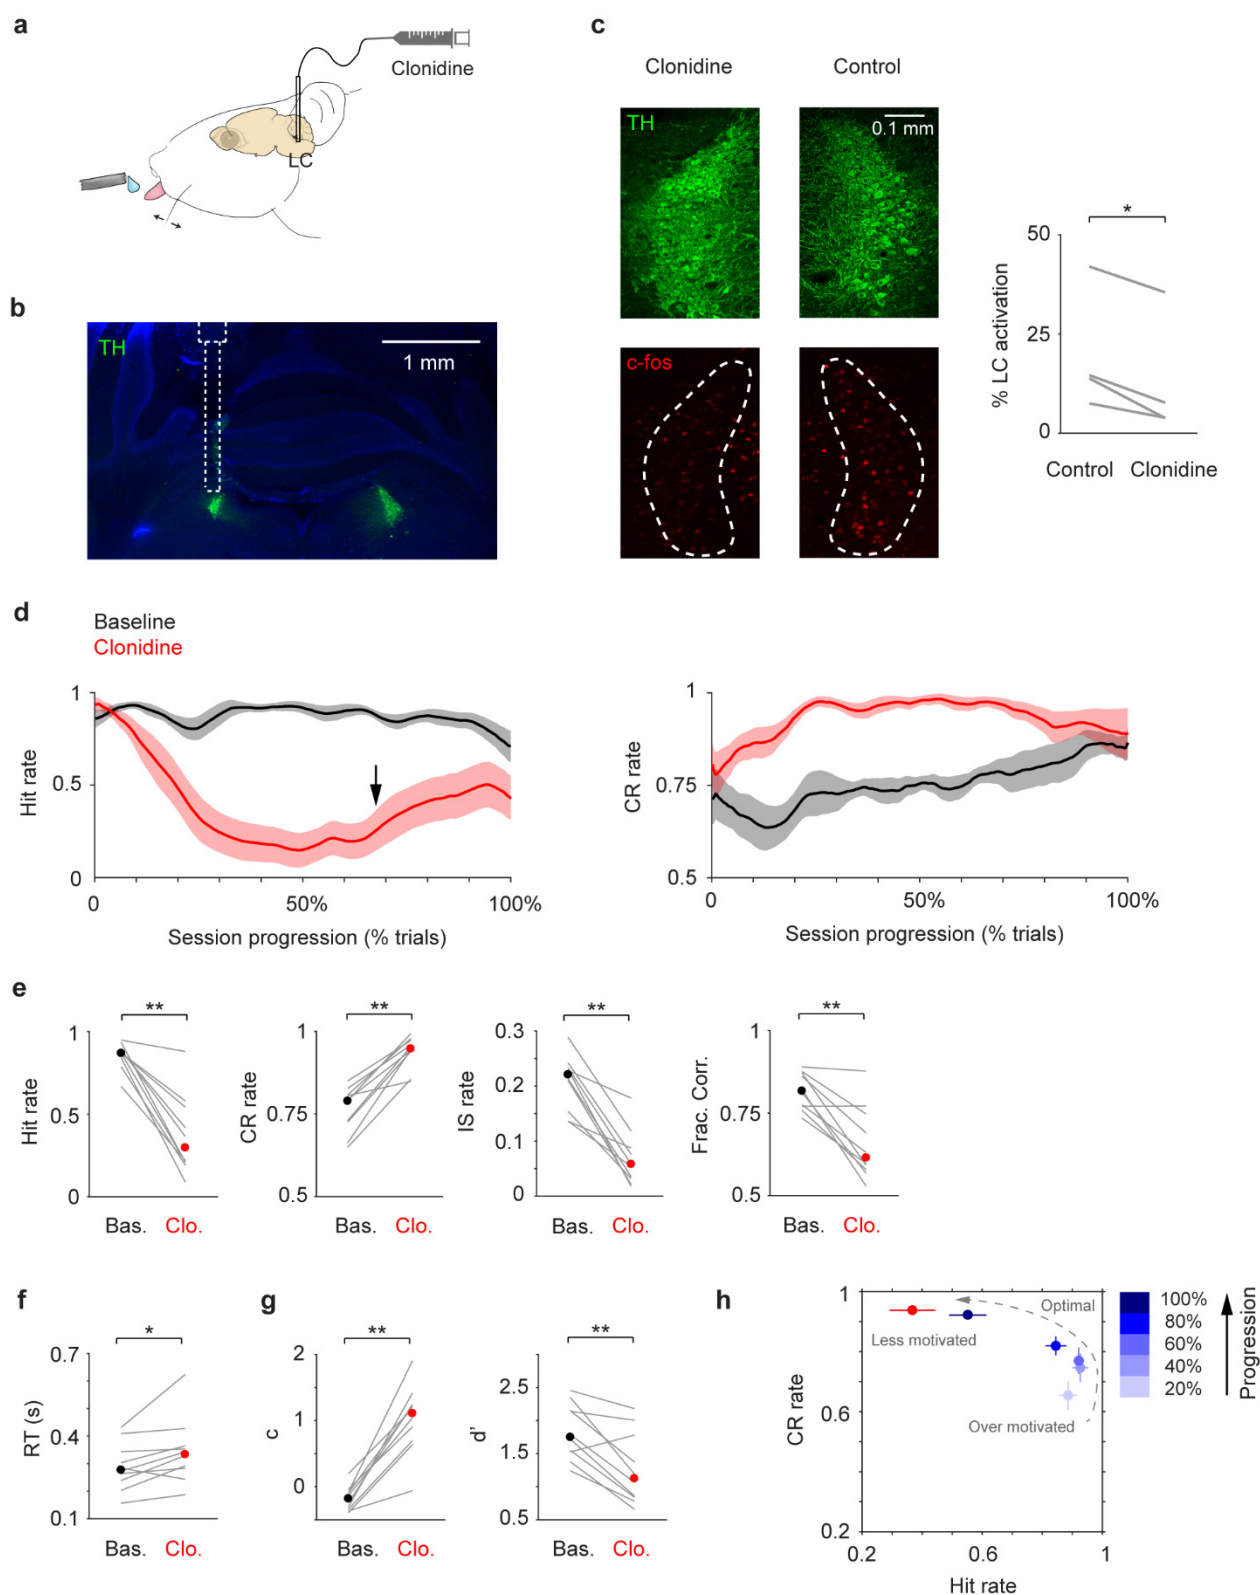 a
Clonidine
LC
b
TH
1 mm
c
Clonidine
Control
TH
0.1 mm
c-fos
*
50
25
0
% LC activation
Control
Clonidine
d
Baseline
Clonidine
1
0.5
0
Hit rate
0
50%
100%
Session progression (% trials)
1
0.75
0.5
CR rate
0
50%
100%
Session progression (% trials)
e
**
1
0.5
0
Hit rate
Bas.
Clo.
**
1
0.75
0.5
CR rate
Bas.
Clo.
**
0.3
0.2
0.1
0
IS rate
Bas.
Clo.
**
1
0.75
0.5
Frac. Corr.
Bas.
Clo.
f
*
0.7
0.4
0.1
RT (s)
Bas.
Clo.
g
**
2
1
0
c
Bas.
Clo.
**
2.5
1.5
0.5
d'
Bas.
Clo.
h
1
0.6
0.2
CR rate
0.2
0.6
1
Hit rate
Optimal
Less motivated
Over motivated
100%
80%
60%
40%
20%
Progression